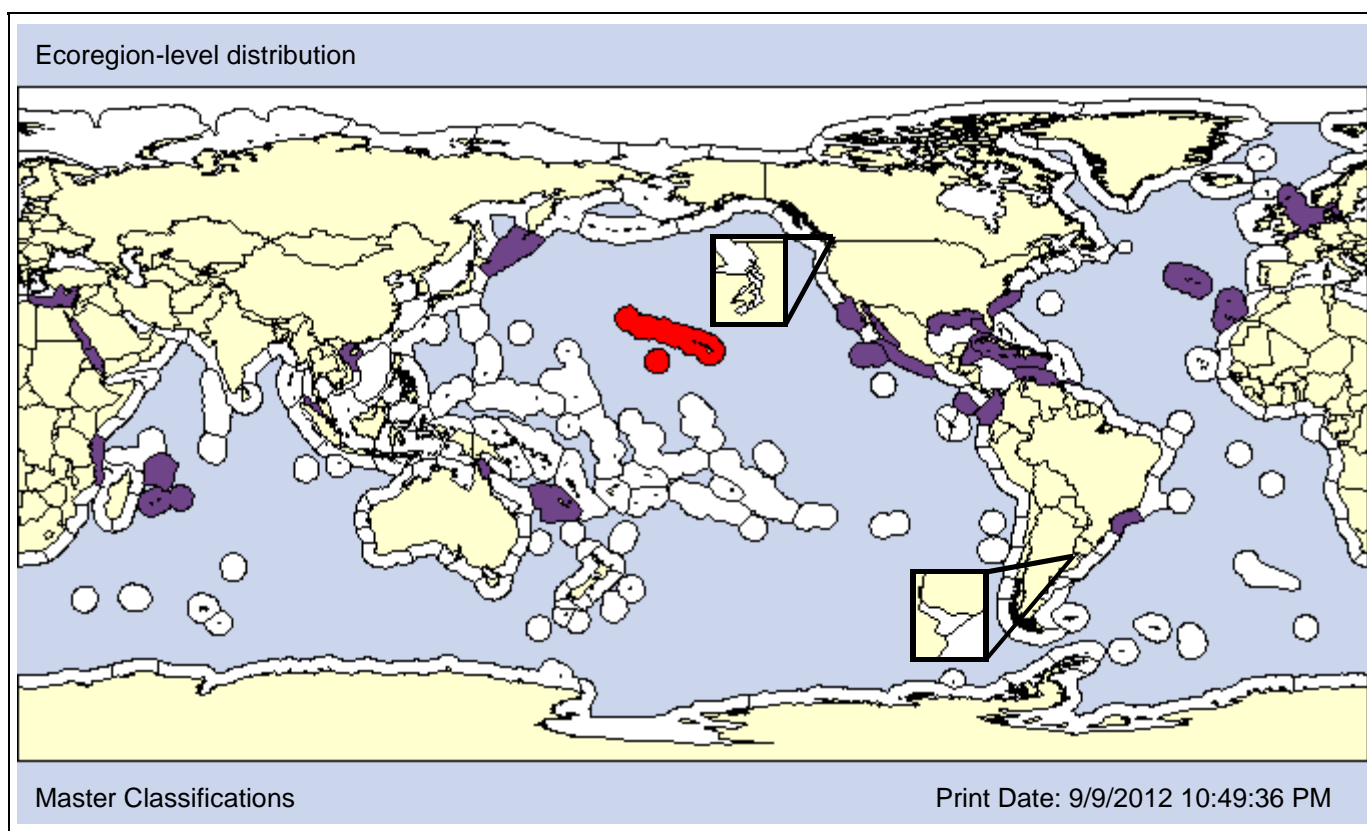 Ecoregion-level distribution
Master Classifications
Print Date: 9/9/2012 10:49:36 PM